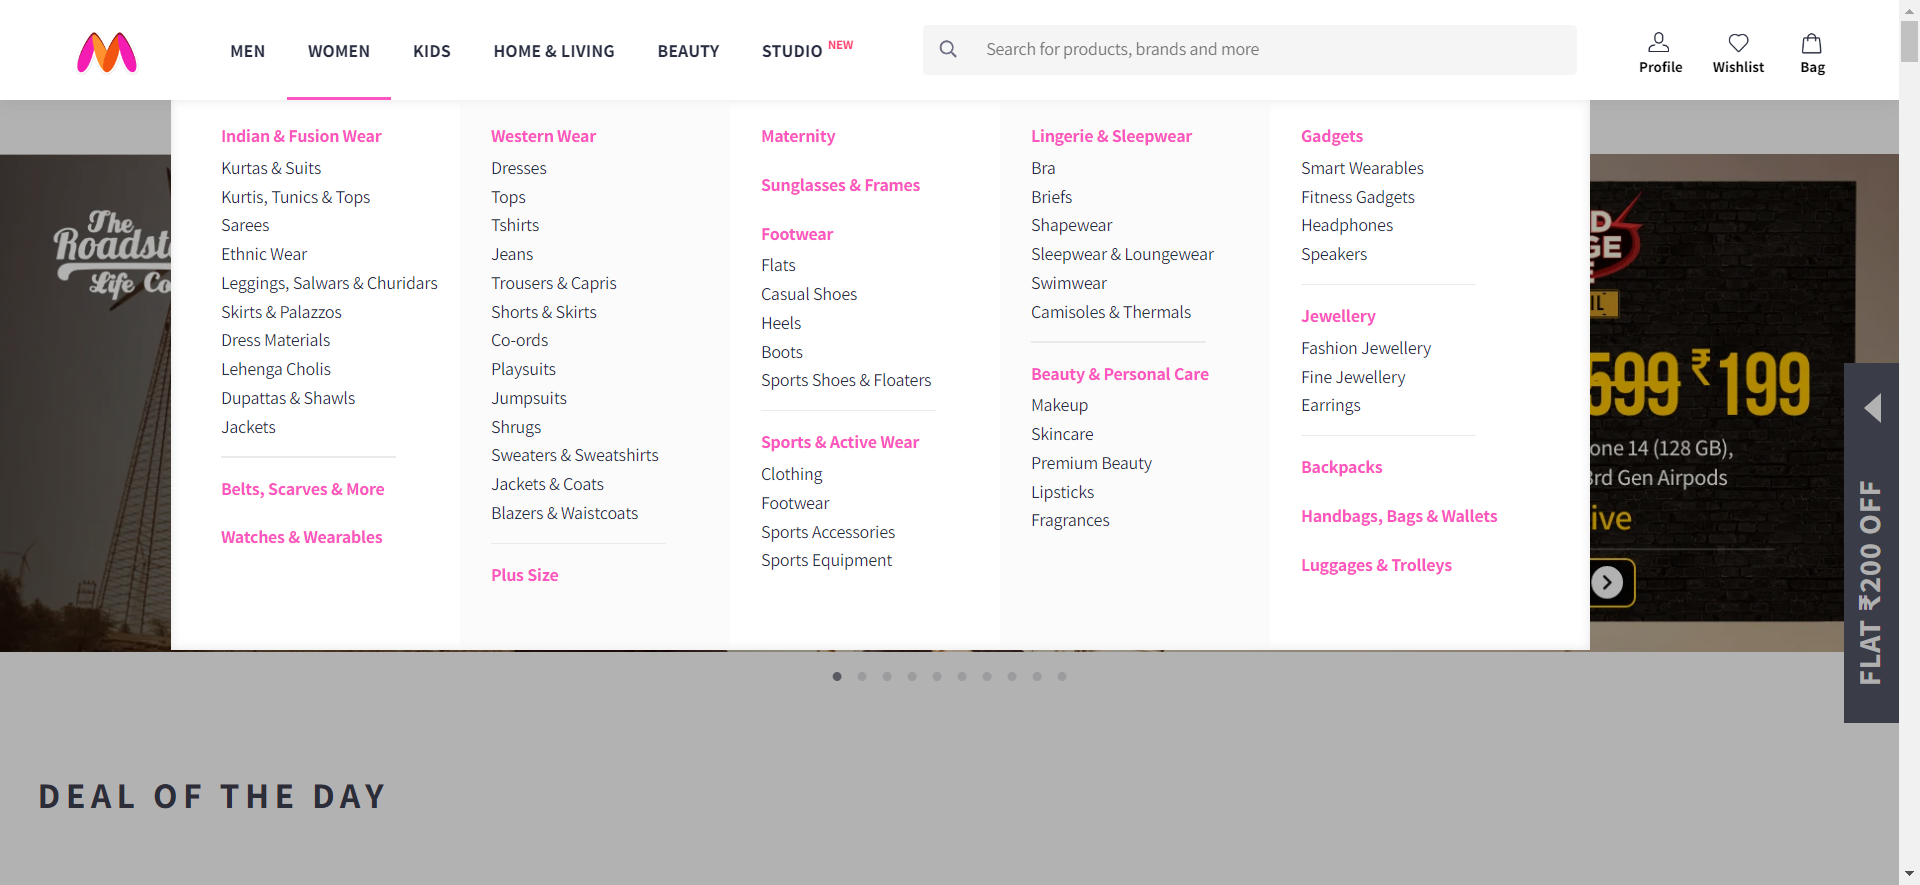 MEN
WOMEN
KIDS
HOME & LIVING
BEAUTY
STUDIO NEW
Search for products, brands and more
Profile
Wishlist
Bag
Indian & Fusion Wear
Kurtas & Suits
Kurtis, Tunics & Tops
Sarees
Ethnic Wear
Leggings, Salwars & Churidars
Skirts & Palazzos
Dress Materials
Lehenga Cholis
Dupattas & Shawls
Jackets
Belts, Scarves & More
Watches & Wearables
Western Wear
Dresses
Tops
Tshirts
Jeans
Trousers & Capris
Shorts & Skirts
Co-ords
Playsuits
Jumpsuits
Shrugs
Sweaters & Sweatshirts
Jackets & Coats
Blazers & Waistcoats
Plus Size
Maternity
Sunglasses & Frames
Footwear
Flats
Casual Shoes
Heels
Boots
Sports Shoes & Floaters
Sports & Active Wear
Clothing
Footwear
Sports Accessories
Sports Equipment
Lingerie & Sleepwear
Bra
Briefs
Shapewear
Sleepwear & Loungewear
Swimwear
Camisoles & Thermals
Beauty & Personal Care
Makeup
Skincare
Premium Beauty
Lipsticks
Fragrances
Gadgets
Smart Wearables
Fitness Gadgets
Headphones
Speakers
Jewellery
Fashion Jewellery
Fine Jewellery
Earrings
Backpacks
Handbags, Bags & Wallets
Luggages & Trolleys
The
Roadst
Life Co
599 ₹199
one 14 (128 GB),
3rd Gen Airpods
ive
FLAT ₹200 OFF
DEAL OF THE DAY